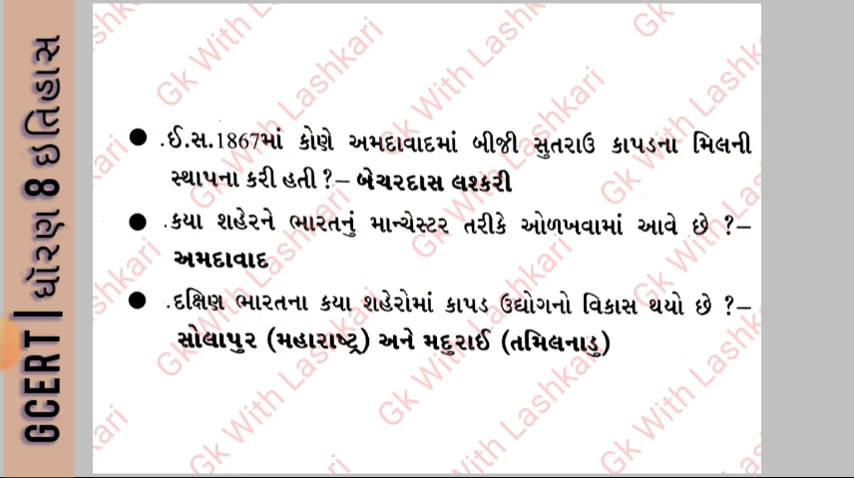 GCERT | ધોરણ 8 ઇતિહાસ
● .ઈ.સ.1867માં કોણે અમદાવાદમાં બીજી સુતરાઉ કાપડના મિલની
સ્થાપના કરી હતી ?– બેચરદાસ લશ્કરી
● .કયા શહેરને ભારતનું માન્ચેસ્ટર તરીકે ઓળખવામાં આવે છે ?–
અમદાવાદ
● .દક્ષિણ ભારતના કયા શહેરોમાં કાપડ ઉદ્યોગનો વિકાસ થયો છે ?–
સોલાપુર (મહારાષ્ટ્ર) અને મદુરાઈ (તમિલનાડુ)
Gk With Lashkari